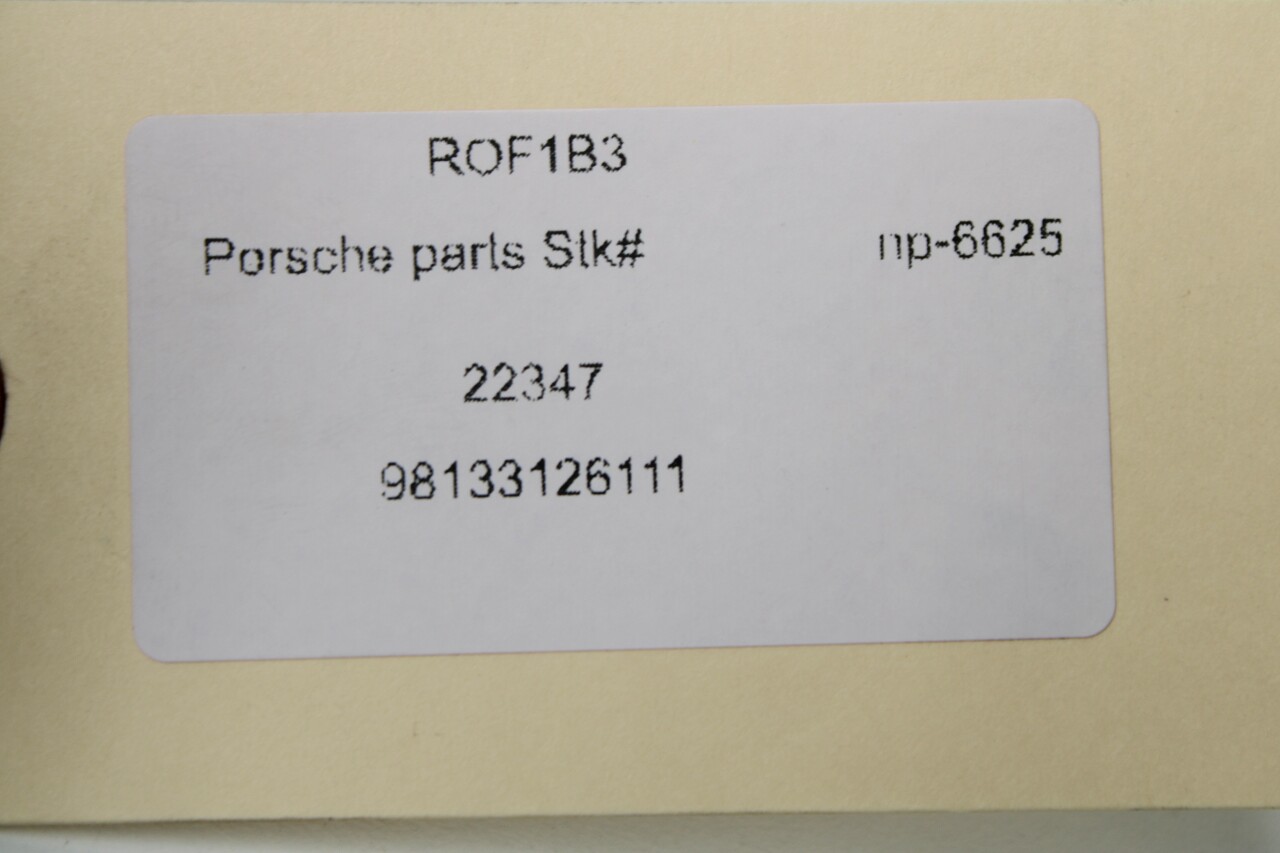 ROF1B3
Porsche parts Stk# np-6625
22347
98133126111